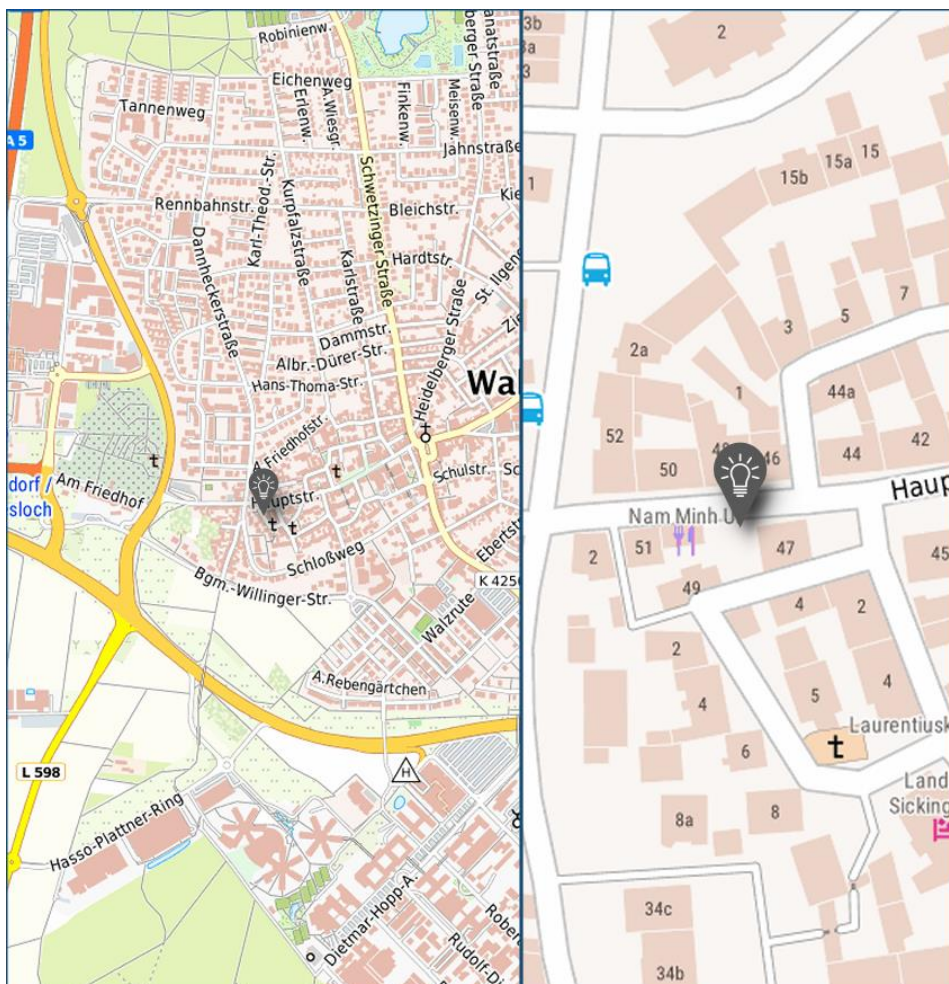 Robinienw.
Eichenweg
Tannenweg
Erlenw.
A.Wiesgr.
Finkenw.
Meisenw.
berger Straße
Jahnstraße
A 5
Schwetzinger Straße
Karl-Theod.-Str.
Kurpfalzstraße
Rennbahnstr.
Bleichstr.
Kie
Dannheckerstraße
Karlstraße
Hardtstr.
St. Ilgene
Dammstr.
Heidelberger Straße
Albr.-Dürer-Str.
Hans-Thoma-Str.
Wal
A.Friedhofstr.
Schulstr.
Am Friedhof
dorf /
sloch
Hauptstr.
Schloßweg
Ebertstr
K 4256
Bgm.-Willinger-Str.
Walzrute
A.Rebengärtchen
L 598
H
Hasso-Plattner-Ring
Dietmar-Hopp-A.
Rober
Rudolf-Di
3b
3a
3
2
15
15a
15b
1
7
5
3
2a
1
44a
42
44
52
50
48
46
Haup
Nam Minh U
51
2
47
45
49
4
2
2
4
5
4
Laurentiusk
6
Land
Sicking
8a
8
34c
34b